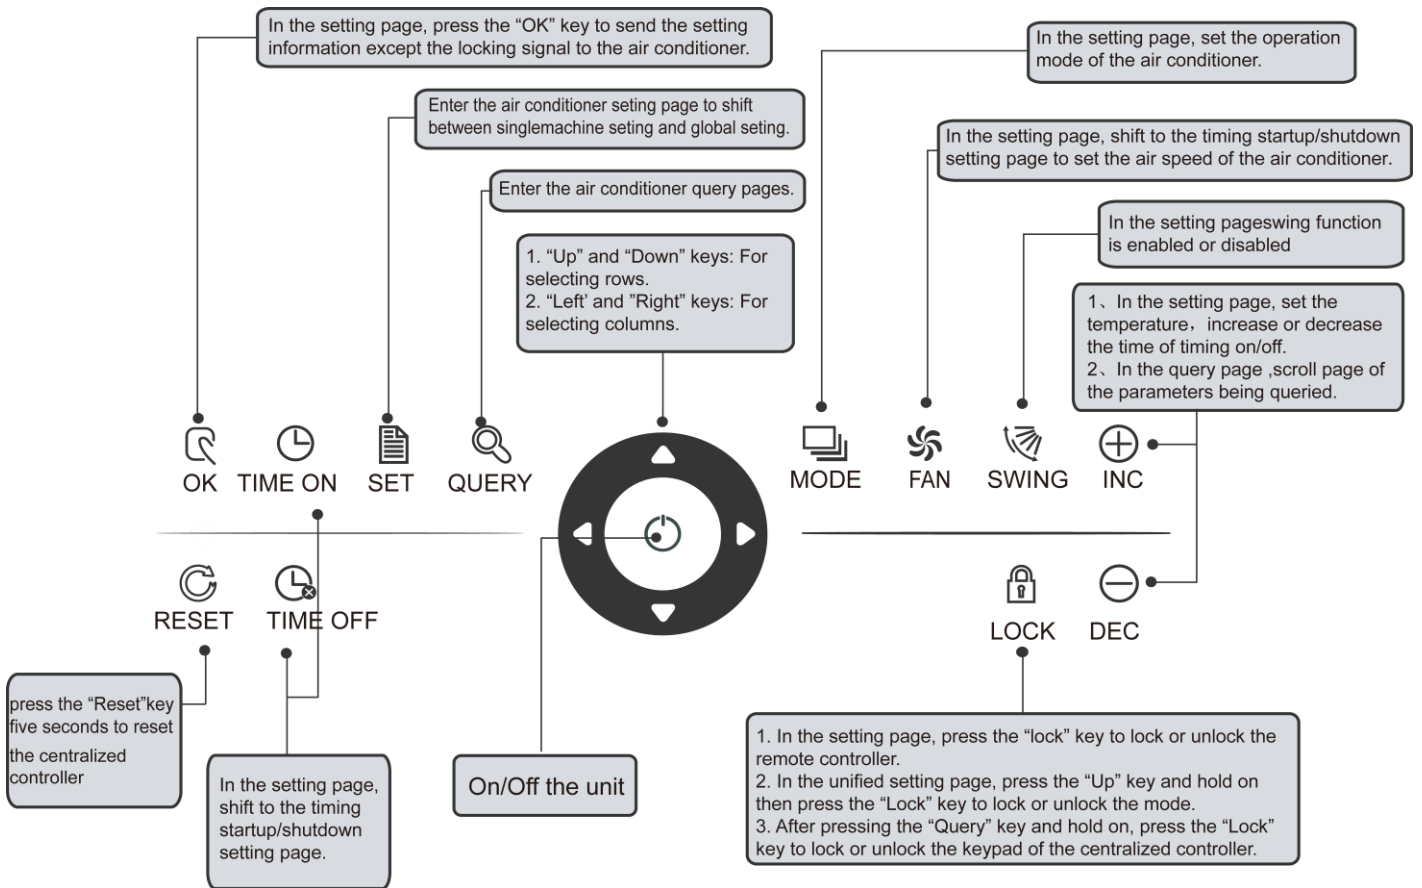 In the setting page, press the “OK” key to send the setting
information except the locking signal to the air conditioner.
In the setting page, set the operation
mode of the air conditioner.
Enter the air conditioner seting page to shift
between singlemachine seting and global seting.
In the setting page, shift to the timing startup/shutdown
setting page to set the air speed of the air conditioner.
Enter the air conditioner query pages.
In the setting pageswing function
is enabled or disabled
1. “Up” and “Down” keys: For
selecting rows.
2. “Left‘ and ”Right” keys: For
selecting columns.
1、In the setting page, set the
temperature，increase or decrease
the time of timing on/off.
2、In the query page ,scroll page of
the parameters being queried.
OK
TIME ON
SET
QUERY
MODE
FAN
SWING
INC
RESET
TIME OFF
LOCK
DEC
press the “Reset”key
five seconds to reset
the centralized
controller
In the setting page,
shift to the timing
startup/shutdown
setting page.
On/Off the unit
1. In the setting page, press the “lock” key to lock or unlock the
remote controller.
2. In the unified setting page, press the “Up” key and hold on
then press the “Lock” key to lock or unlock the mode.
3. After pressing the “Query” key and hold on, press the “Lock”
key to lock or unlock the keypad of the centralized controller.